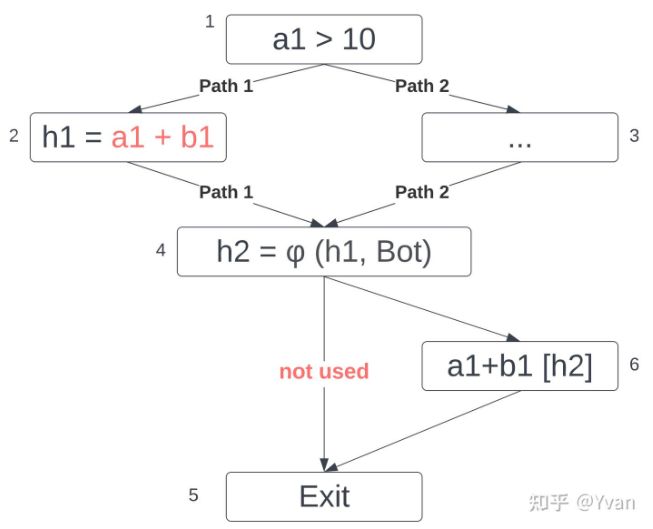 1
a1 > 10
Path 1
Path 2
2
h1 = a1 + b1
...
3
Path 1
Path 2
4
h2 = φ (h1, Bot)
not used
a1+b1 [h2]
6
5
Exit
知乎 @Yvan